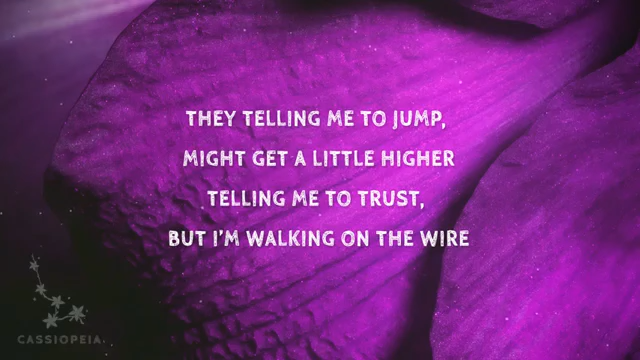 THEY TELLING ME TO JUMP,
MIGHT GET A LITTLE HIGHER
TELLING ME TO TRUST,
BUT I'M WALKING ON THE WIRE
CASSIOPEIA